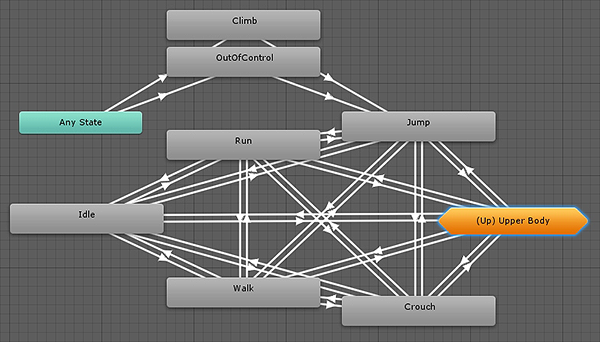 Climb
OutOfControl
Any State
Jump
Run
Idle
(Up) Upper Body
Walk
Crouch